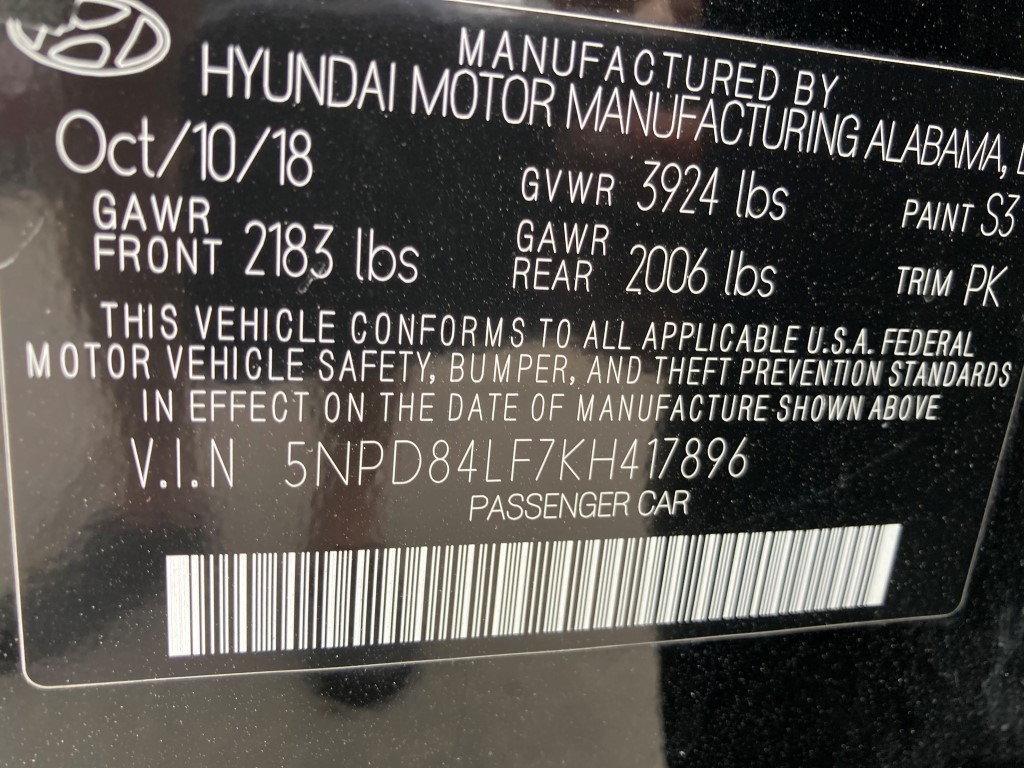 MANUFACTURED BY
HYUNDAI MOTOR MANUFACTURING ALABAMA,
Oct/10/18 GVWR 3924 lbs PAINT S3
GAWR FRONT 2183 lbs GAWR REAR 2006 lbs TRIM PK
THIS VEHICLE CONFORMS TO ALL APPLICABLE U.S.A. FEDERAL
MOTOR VEHICLE SAFETY, BUMPER, AND THEFT PREVENTION STANDARDS
IN EFFECT ON THE DATE OF MANUFACTURE SHOWN ABOVE
V.I.N 5NPD84LF7KH417896
PASSENGER CAR